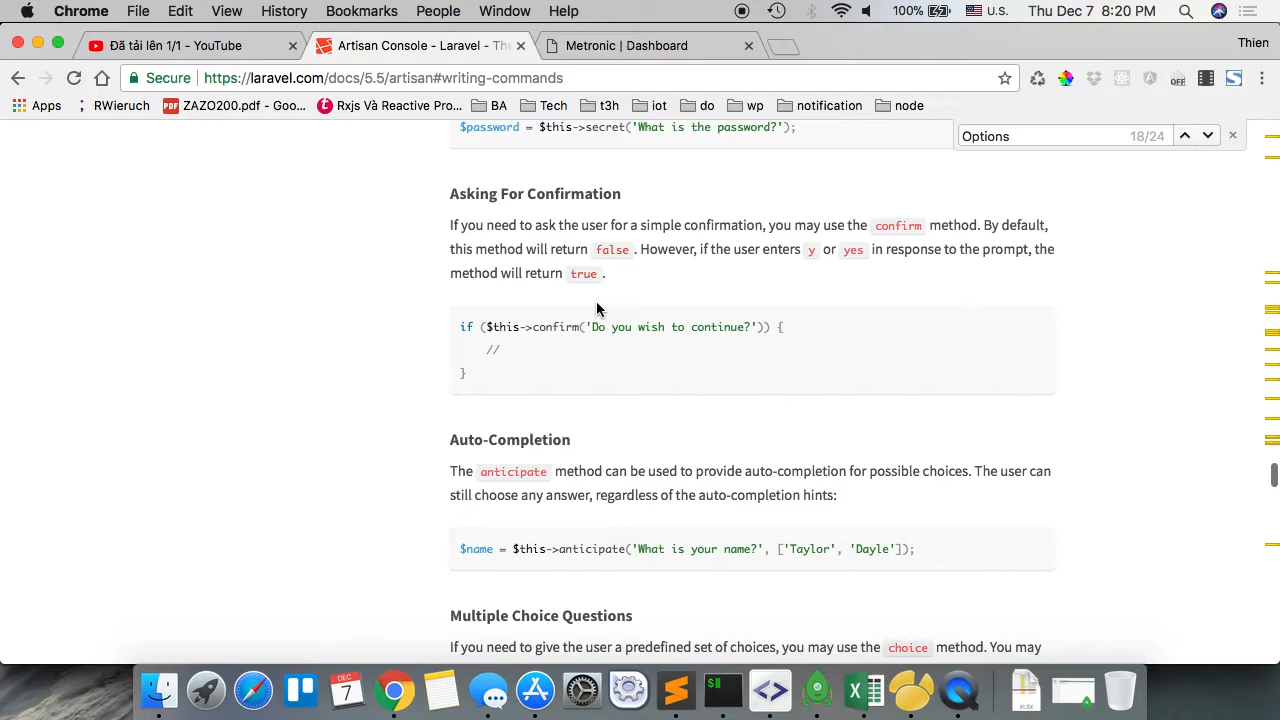 Chrome File Edit View History Bookmarks People Window Help 100% U.S. Thu Dec 7 8:20 PM
Đã tải lên 1/1 - YouTube
Artisan Console - Laravel - The
Metronic | Dashboard
Thien
Secure https://laravel.com/docs/5.5/artisan#writing-commands
OFF
Apps RWieruch PDF ZAZO200.pdf - Goo... Rxjs Và Reactive Pro... BA Tech t3h iot do wp notification node
$password = $this->secret('What is the password?');
Options 18/24
Asking For Confirmation
If you need to ask the user for a simple confirmation, you may use the confirm method. By default,
this method will return false. However, if the user enters y or yes in response to the prompt, the
method will return true.
if ($this->confirm('Do you wish to continue?')) {
//
}
Auto-Completion
The anticipate method can be used to provide auto-completion for possible choices. The user can
still choose any answer, regardless of the auto-completion hints:
$name = $this->anticipate('What is your name?', ['Taylor', 'Dayle']);
Multiple Choice Questions
If you need to give the user a predefined set of choices, you may use the choice method. You may
DEC
7
XLSX